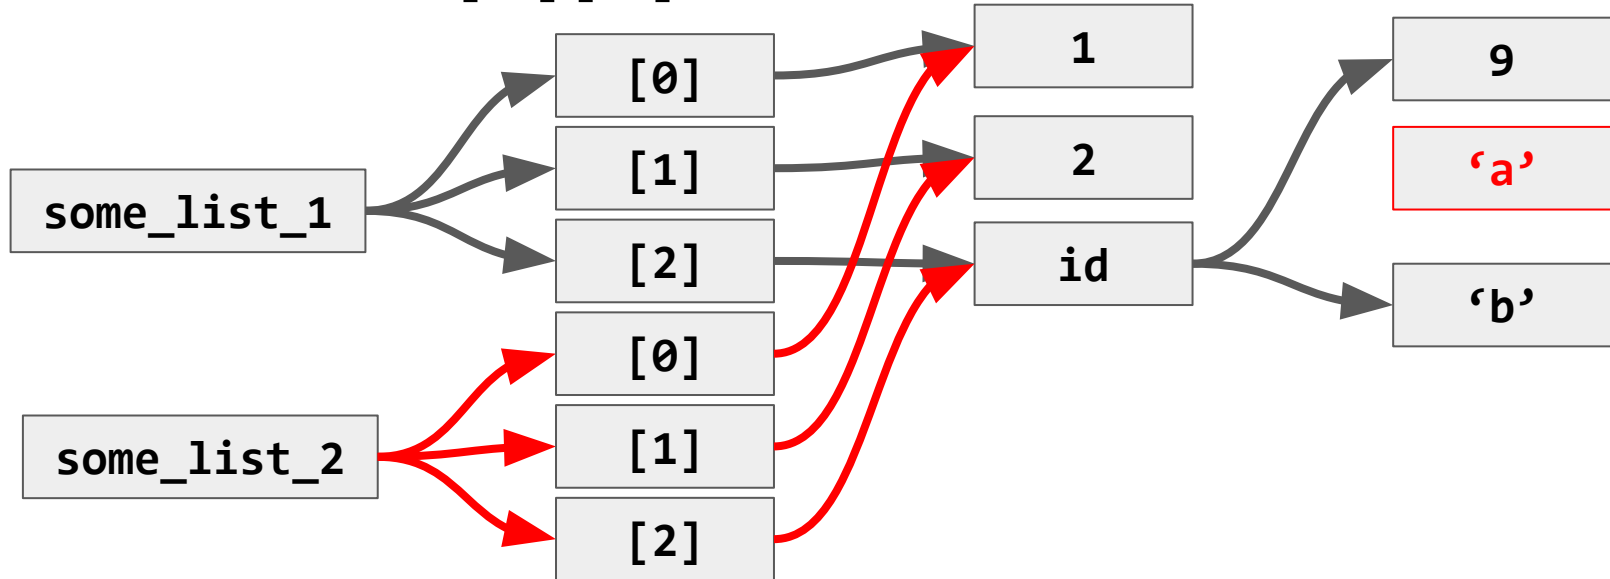 some_list_1
[0]
[1]
[2]
some_list_2
[0]
[1]
[2]
1
2
id
9
‘a’
‘b’